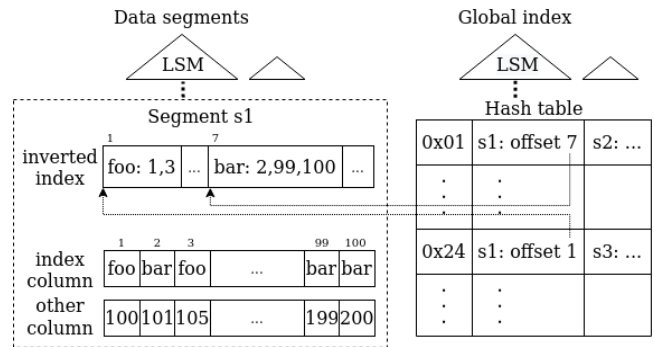 Data segments
Global index
LSM
LSM
Segment s1
Hash table
1 7
inverted index
foo: 1,3 ... bar: 2,99,100 ...
0x01 s1: offset 7 s2: ...
0x24 s1: offset 1 s3: ...
1 2 3 99 100
index column
foo bar foo ... bar bar
other column
100 101 105 ... 199 200